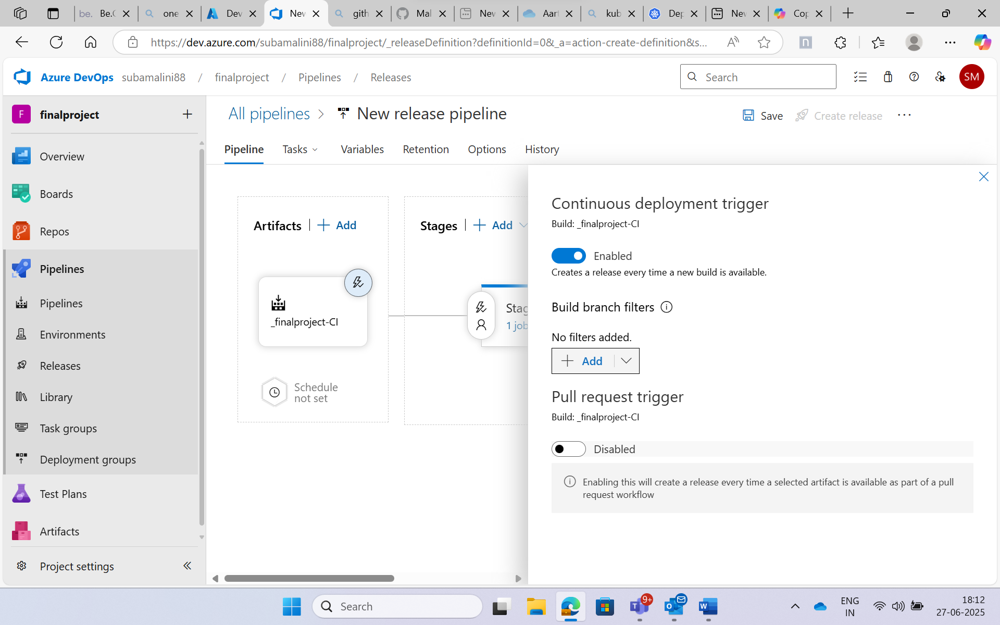 be. Be.C
one
Dev
Nev
gith
Mal
Nev
Aart
kub
Dep
Nev
Cop
https://dev.azure.com/subamalini88/finalproject/_releaseDefinition?definitionId=0&_a=action-create-definition&s...
Azure DevOps subamalini88 / finalproject / Pipelines / Releases
Search
SM
F finalproject
All pipelines > New release pipeline
Save Create release ...
Pipeline Tasks Variables Retention Options History
Overview
Boards
Repos
Pipelines
Pipelines
Environments
Releases
Library
Task groups
Deployment groups
Test Plans
Artifacts
Project settings
Artifacts | + Add
_finalproject-CI
Schedule
not set
Stages | + Add
Stag
1 job
Continuous deployment trigger
Build: _finalproject-CI
Enabled
Creates a release every time a new build is available.
Build branch filters
No filters added.
+ Add
Pull request trigger
Build: _finalproject-CI
Disabled
Enabling this will create a release every time a selected artifact is available as part of a pull
request workflow
Search
9+
ENG
IN
18:12
27-06-2025